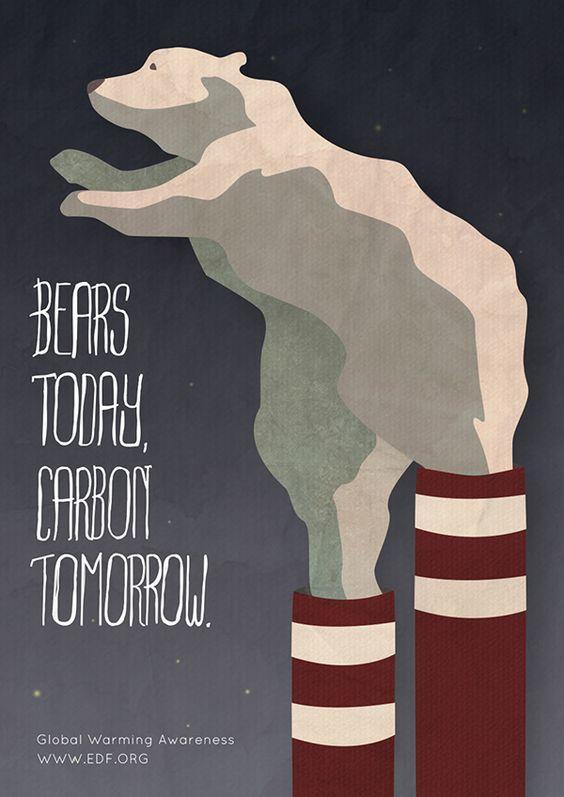 BEARS
TODAY,
CARBON
TOMORROW.
Global Warming Awareness
WWW.EDF.ORG